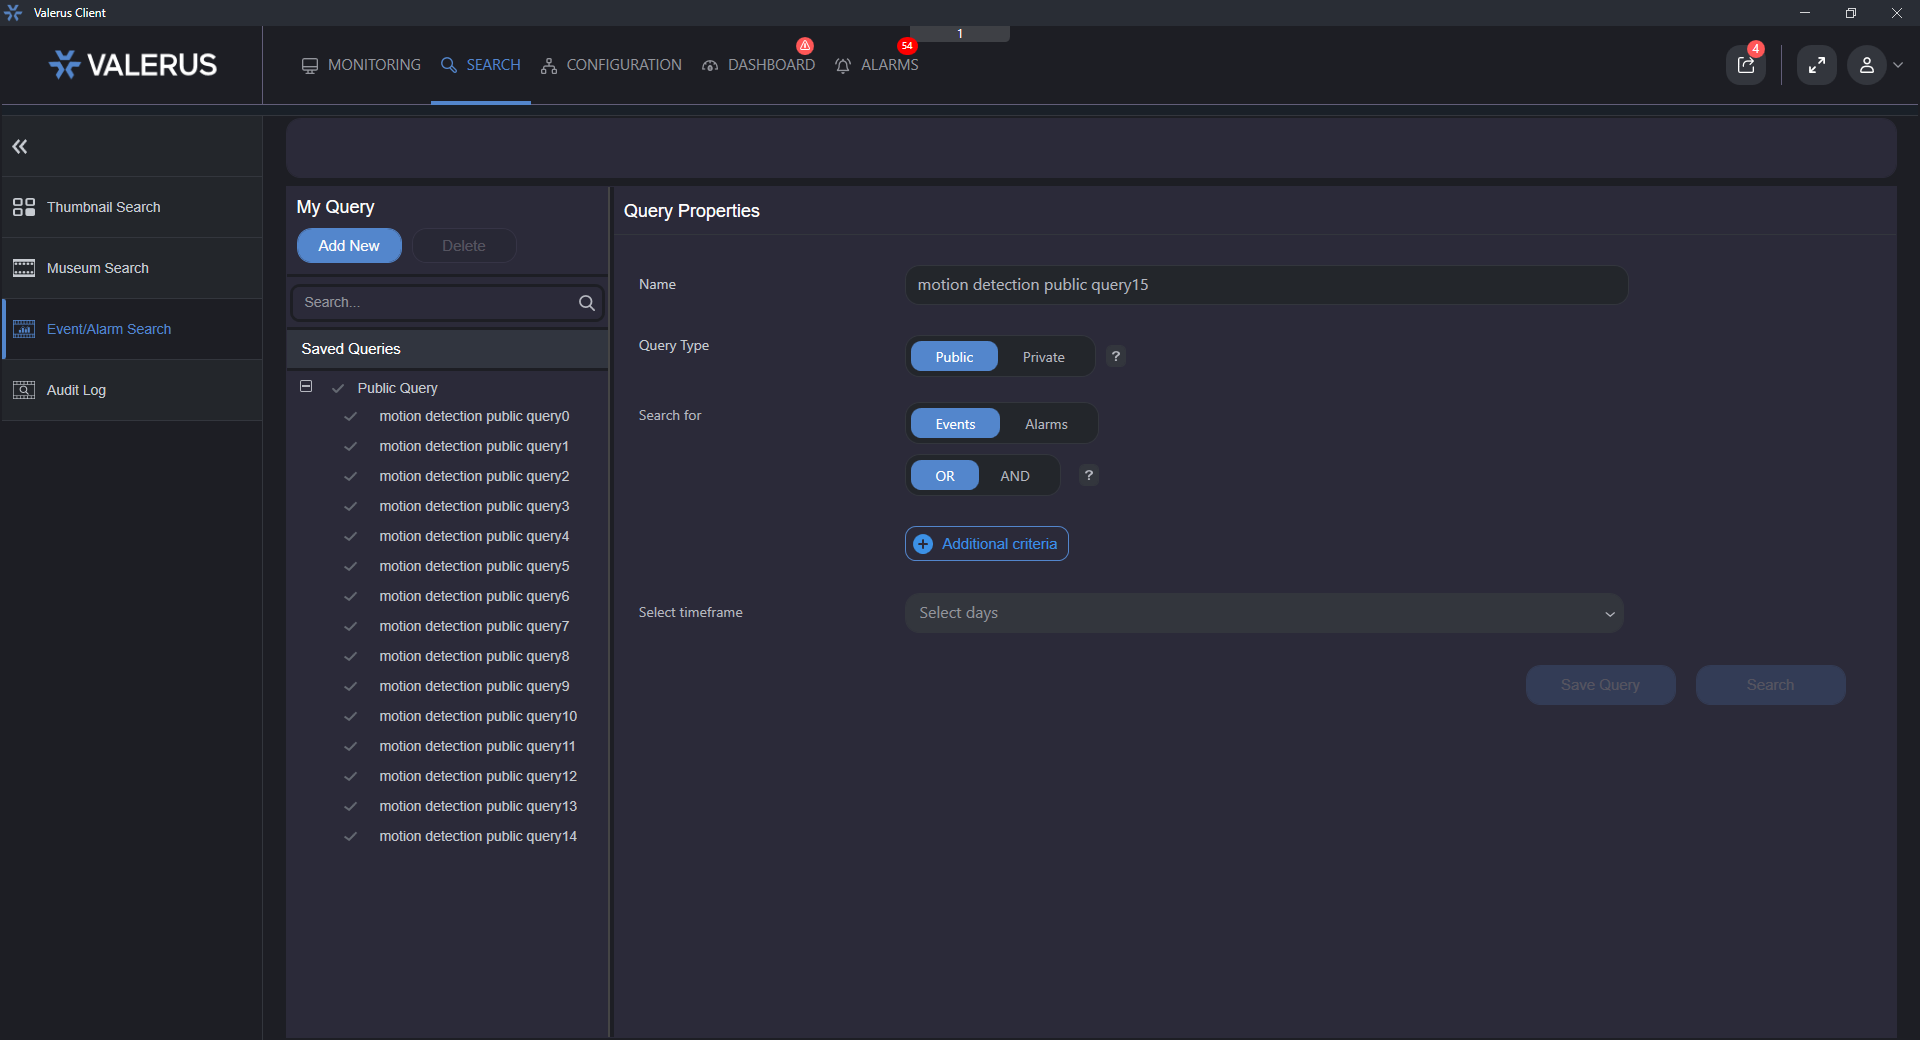 Valerus Client
1
VALERUS
MONITORING
SEARCH
CONFIGURATION
DASHBOARD
54
ALARMS
4
Thumbnail Search
Museum Search
Event/Alarm Search
Audit Log
My Query
Add New
Delete
Search...
Saved Queries
Public Query
motion detection public query0
motion detection public query1
motion detection public query2
motion detection public query3
motion detection public query4
motion detection public query5
motion detection public query6
motion detection public query7
motion detection public query8
motion detection public query9
motion detection public query10
motion detection public query11
motion detection public query12
motion detection public query13
motion detection public query14
Query Properties
Name
motion detection public query15
Query Type
Public
Private
?
Search for
Events
Alarms
OR
AND
?
Additional criteria
Select timeframe
Select days
Save Query
Search